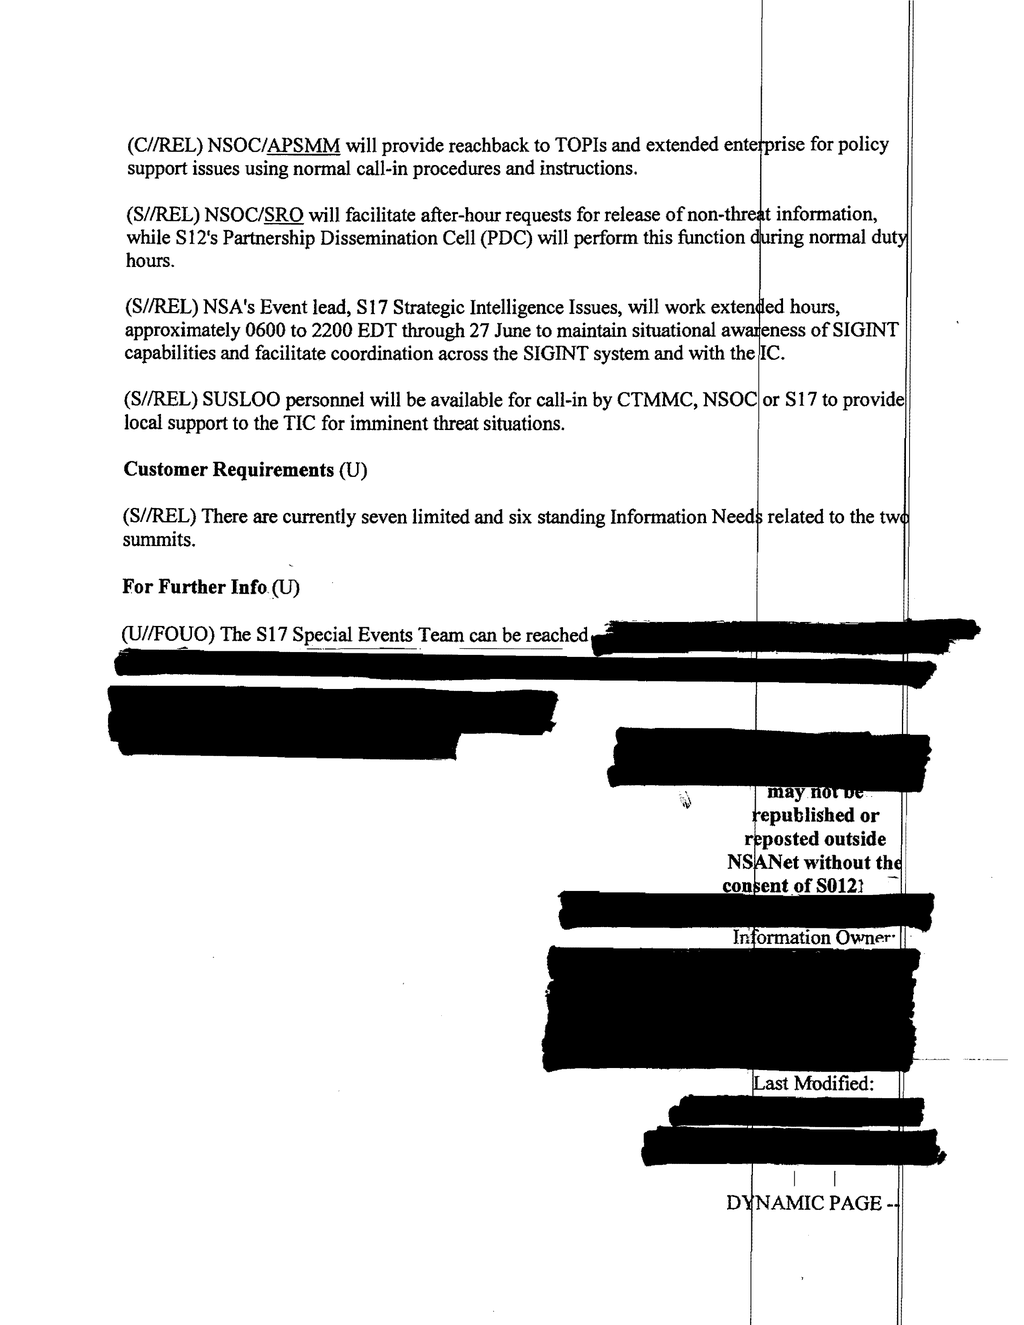 (C//REL) NSOC/APSMM will provide reachback to TOPIs and extended enterprise for policy
support issues using normal call-in procedures and instructions.
(S//REL) NSOC/SRO will facilitate after-hour requests for release of non-threat information,
while S12's Partnership Dissemination Cell (PDC) will perform this function during normal duty
hours.
(S//REL) NSA's Event lead, S17 Strategic Intelligence Issues, will work extended hours,
approximately 0600 to 2200 EDT through 27 June to maintain situational awareness of SIGINT
capabilities and facilitate coordination across the SIGINT system and with the IC.
(S//REL) SUSLOO personnel will be available for call-in by CTMMC, NSOC or S17 to provide
local support to the TIC for imminent threat situations.
Customer Requirements (U)
(S//REL) There are currently seven limited and six standing Information Needs related to the two
summits.
For Further Info (U)
(U//FOUO) The S17 Special Events Team can be reached
may not be
republished or
reposted outside
NSANet without the
consent of S0121
Information Owner:
Last Modified:
| |
DYNAMIC PAGE --